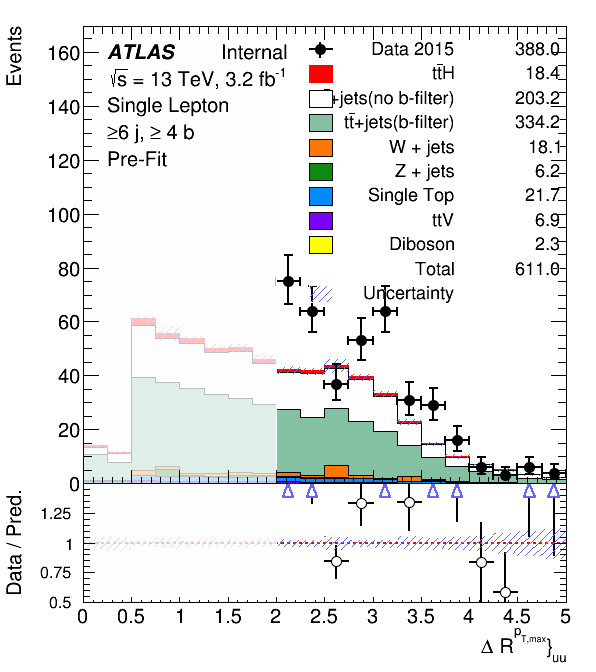 Events
160
140
120
100
80
60
40
20
0
ATLAS Internal
√s = 13 TeV, 3.2 fb-1
Single Lepton
≥6 j, ≥ 4 b
Pre-Fit
Data 2015 388.0
tt̄H 18.4
+jets(no b-filter) 203.2
tt̄+jets(b-filter) 334.2
W + jets 18.1
Z + jets 6.2
Single Top 21.7
ttV 6.9
Diboson 2.3
Total 611.0
Uncertainty
Data / Pred.
1.25
1
0.75
0.5
0 0.5 1 1.5 2 2.5 3 3.5 4 4.5 5
Δ R^{pT,max}}uu